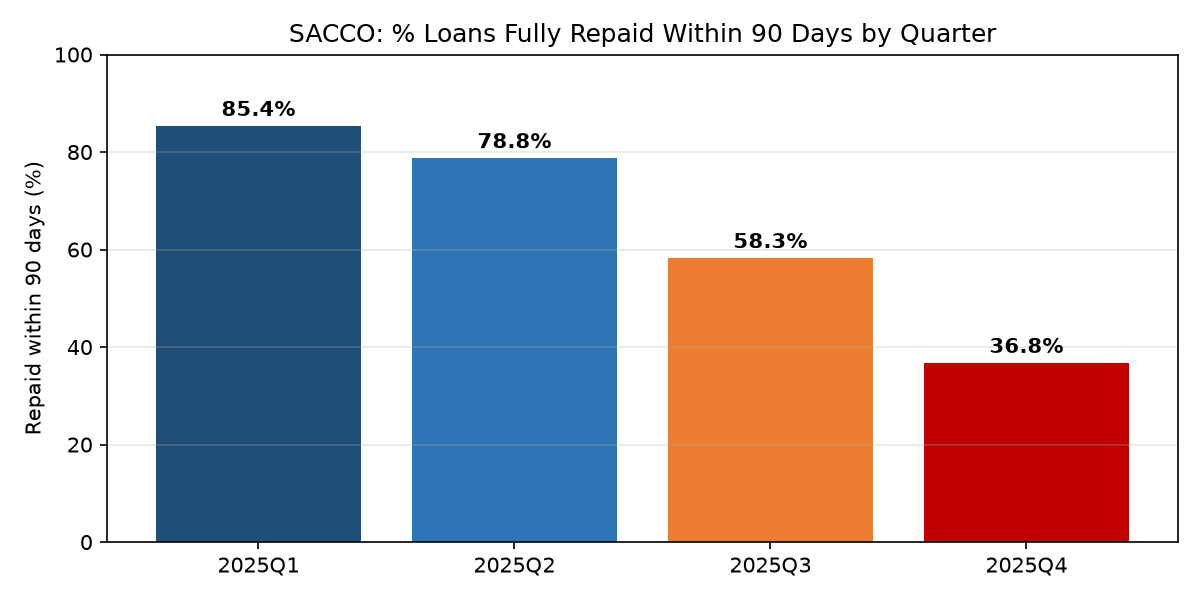 SACCO: % Loans Fully Repaid Within 90 Days by Quarter
Repaid within 90 days (%)
100
80
60
40
20
0
85.4%
78.8%
58.3%
36.8%
2025Q1
2025Q2
2025Q3
2025Q4